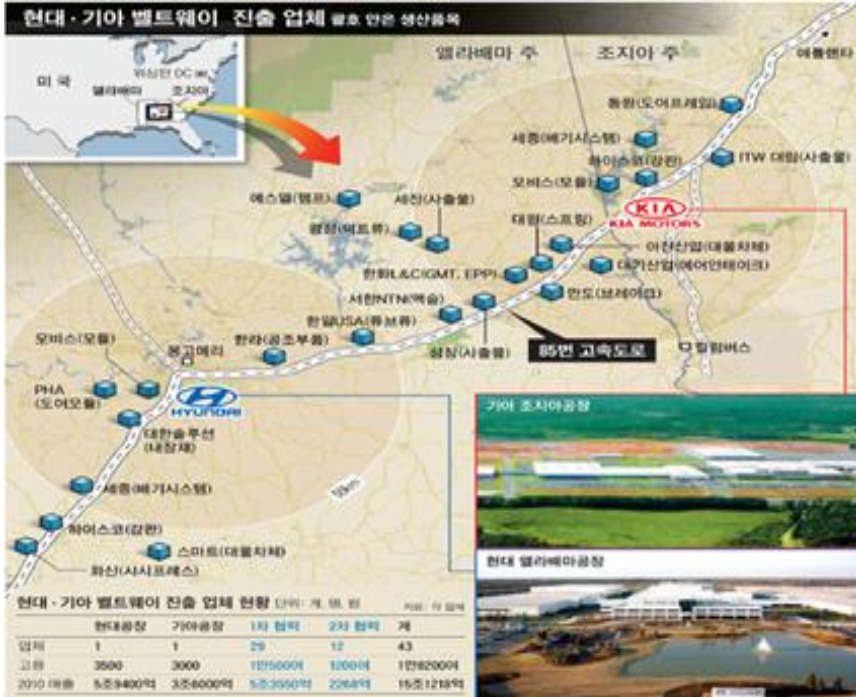 현대·기아 벨트웨이 진출 업체 괄호 안은 생산품목
앨라배마 주
조지아 주
애틀랜타
미국
워싱턴 DC
앨라배마
조지아
동원(도어프레임)
세종(배기시스템)
하이스코(강판)
ITW 대림(사출물)
모비스(모듈)
KIA
KIA MOTORS
에스엘(램프)
세진(사출물)
대원(스프링)
아진산업(대물차체)
대기산업(에어인테이크)
한화L&C(GMT, EPP)
만도(브레이크)
서한NTN(액슬)
한일USA(튜브류)
한라(공조부품)
85번 고속도로
모비스(모듈)
몽고메리
PHA
(도어모듈)
HYUNDAI
대한솔루션
(내장재)
세종(배기시스템)
하이스코(강판)
스마트(대물차체)
화신(샤시프레스)
기아 조지아공장
현대 앨라배마공장
현대·기아 벨트웨이 진출 업체 현황 단위: 개, 명, 원
현대공장 기아공장 1차 협력 2차 협력 계
업체 1 1 29 12 43
고용 3500 3000 1만500여 1200여 1만8200여
2010 매출 5조9400억 3조6000억 5조3550억 2268억 15조1218억